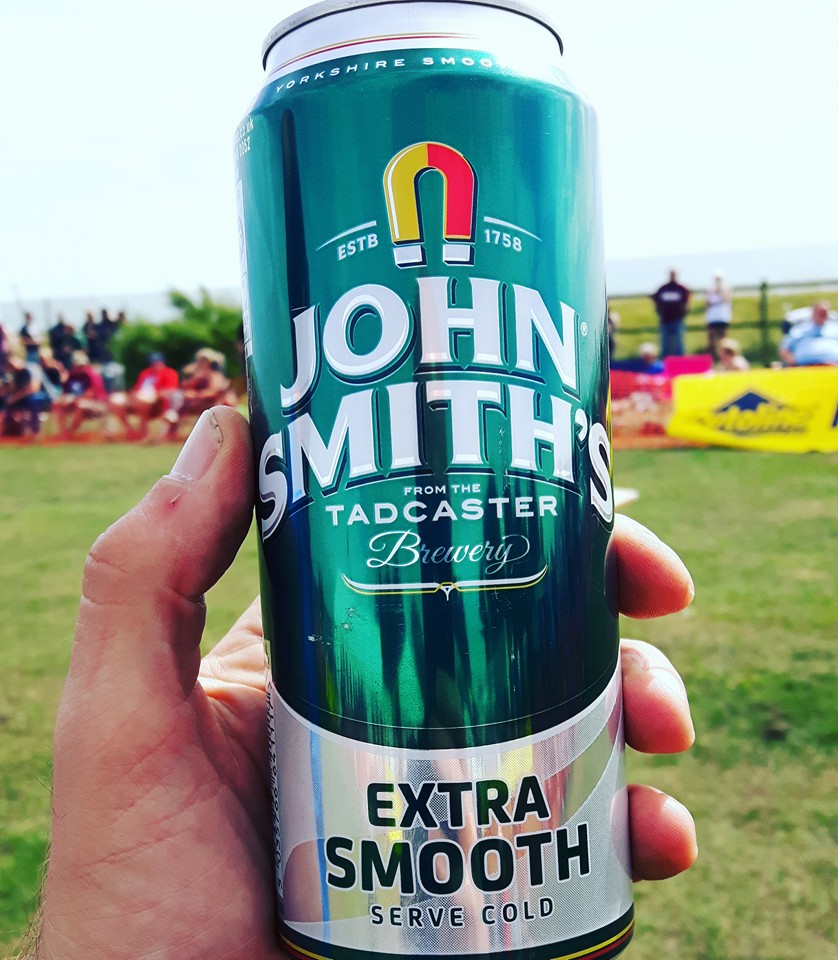 YORKSHIRE SMOO
ESTB 1758
JOHN
SMITH'S
FROM THE
TADCASTER
Brewery
EXTRA
SMOOTH
SERVE COLD